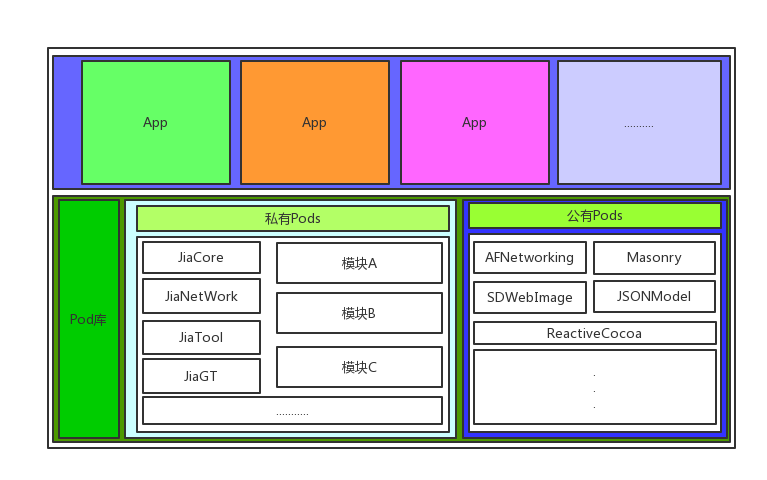 App
App
App
..........
Pod库
私有Pods
JiaCore
JiaNetWork
JiaTool
JiaGT
模块A
模块B
模块C
...........
公有Pods
AFNetworking
Masonry
SDWebImage
JSONModel
ReactiveCocoa
.
.
.